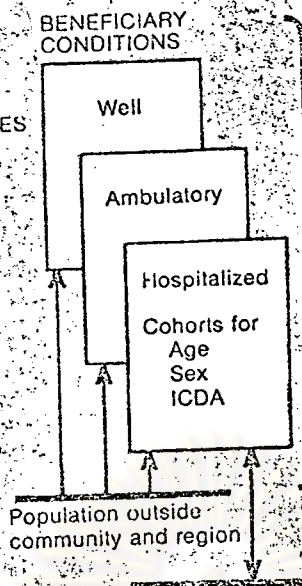 BENEFICIARY
CONDITIONS
ES
Well
Ambulatory
Hospitalized
Cohorts for
Age
Sex
ICDA
Population outside
community and region